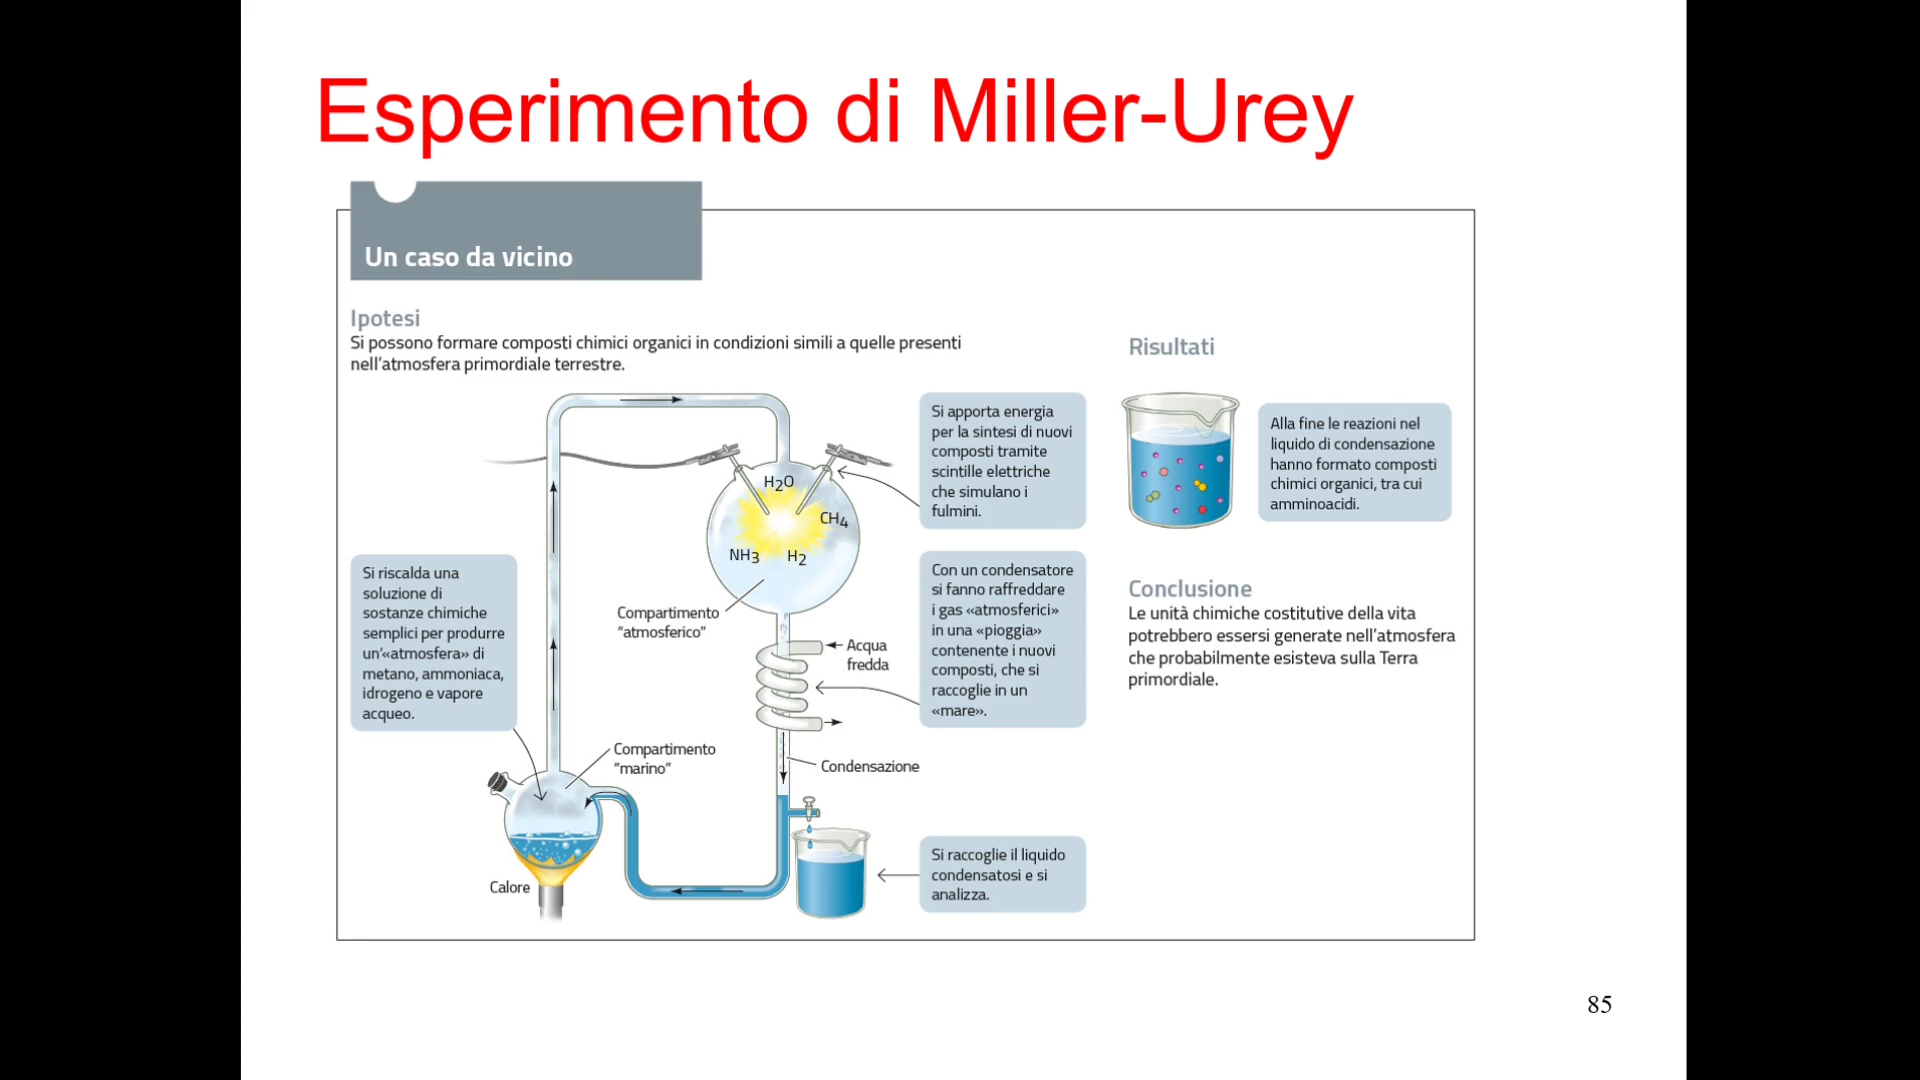 Esperimento di Miller-Urey
Un caso da vicino
Ipotesi
Si possono formare composti chimici organici in condizioni simili a quelle presenti
nell'atmosfera primordiale terrestre.
Si riscalda una
soluzione di
sostanze chimiche
semplici per produrre
un'«atmosfera» di
metano, ammoniaca,
idrogeno e vapore
acqueo.
Calore
Compartimento
"marino"
Compartimento
"atmosferico"
H2O
CH4
NH3
H2
Si apporta energia
per la sintesi di nuovi
composti tramite
scintille elettriche
che simulano i
fulmini.
Con un condensatore
si fanno raffreddare
i gas «atmosferici»
in una «pioggia»
contenente i nuovi
composti, che si
raccoglie in un
«mare».
Acqua
fredda
Condensazione
Si raccoglie il liquido
condensatosi e si
analizza.
Risultati
Alla fine le reazioni nel
liquido di condensazione
hanno formato composti
chimici organici, tra cui
amminoacidi.
Conclusione
Le unità chimiche costitutive della vita
potrebbero essersi generate nell'atmosfera
che probabilmente esisteva sulla Terra
primordiale.
85